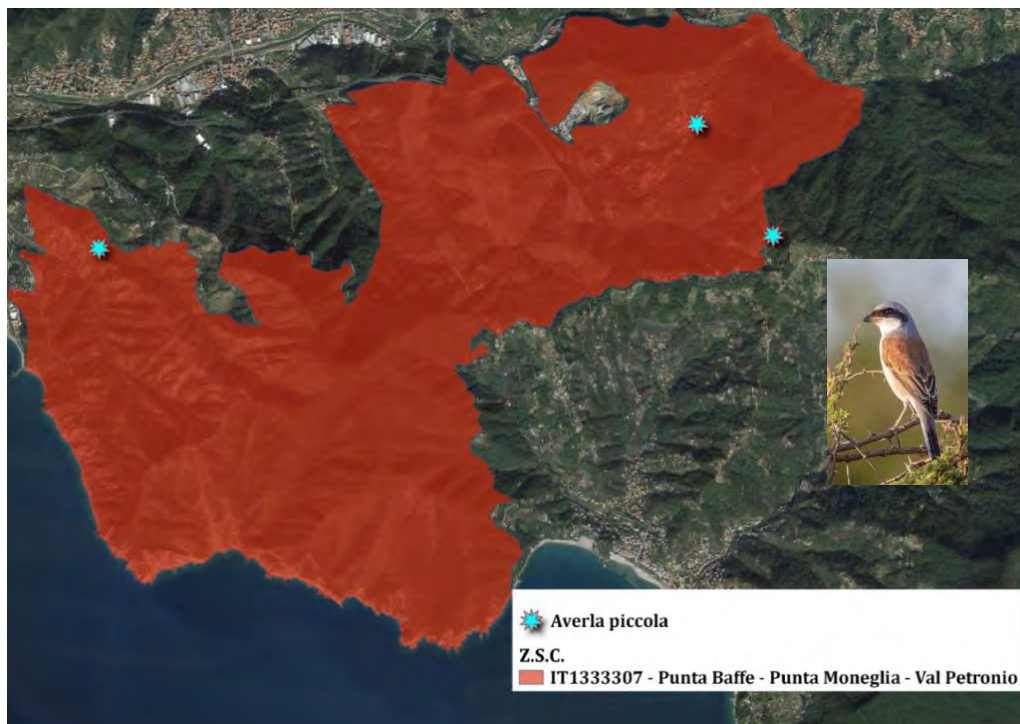 Averla piccola
Z.S.C.
IT1333307 - Punta Baffe - Punta Moneglia - Val Petronio